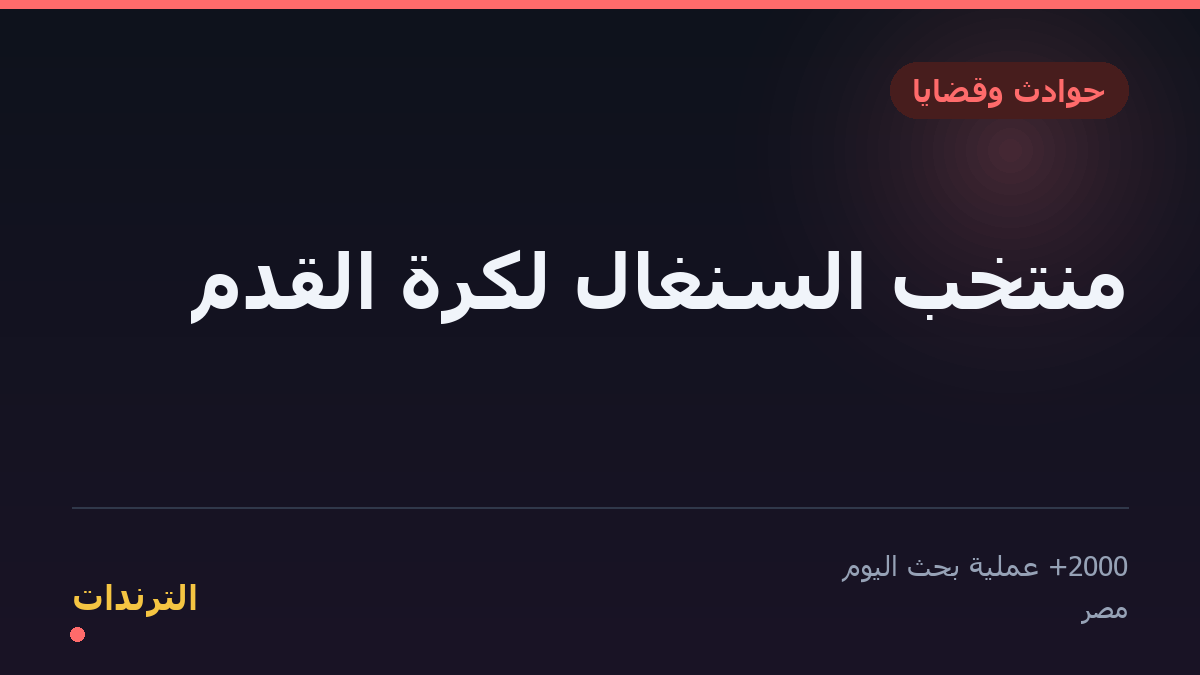 حوادث وقضايا
منتخب السنغال لكرة القدم
2000+ عملية بحث اليوم
مصر
الترندات